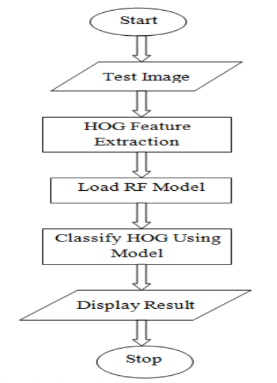 Start
Test Image
HOG Feature
Extraction
Load RF Model
Classify HOG Using
Model
Display Result
Stop